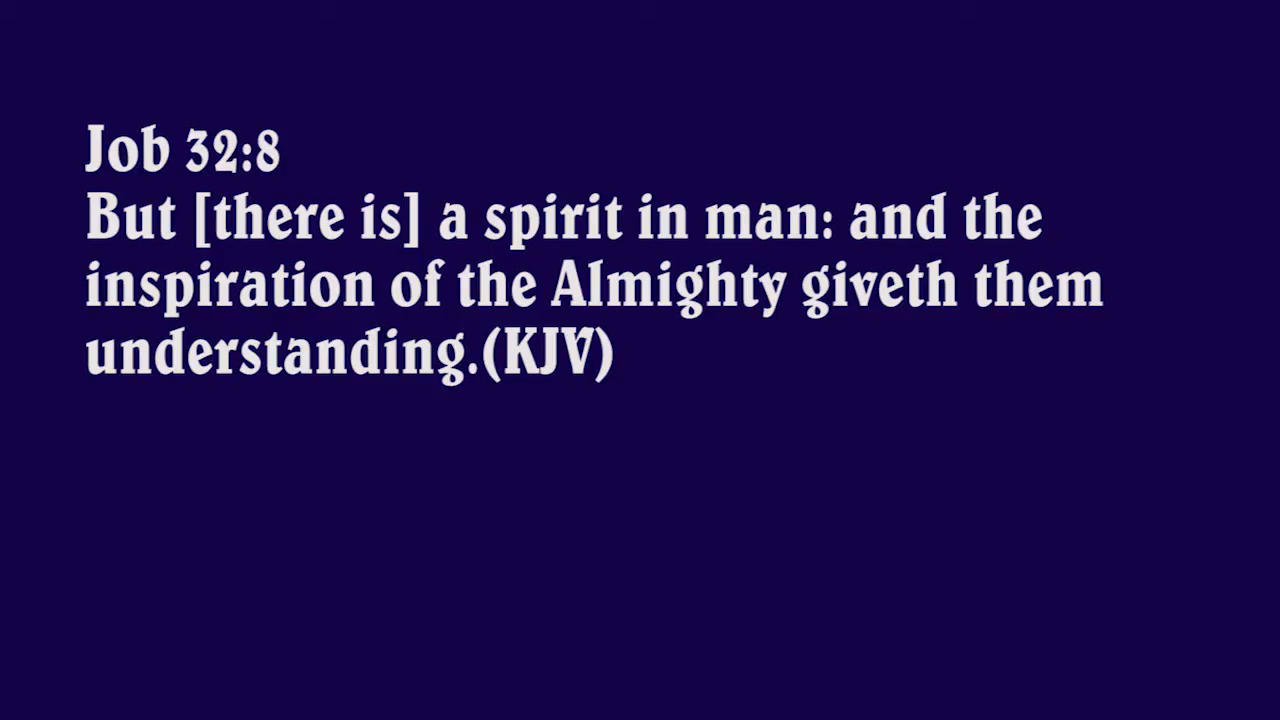 Job 32:8
But [there is] a spirit in man: and the
inspiration of the Almighty giveth them
understanding.(KJV)